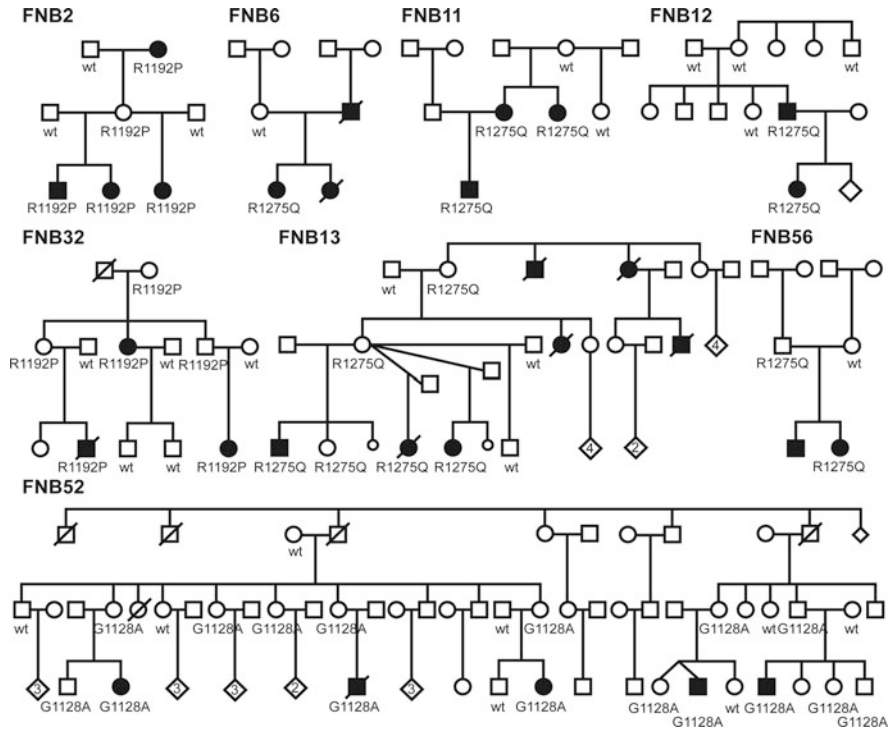 FNB2 FNB6 FNB11 FNB12
wt R1192P wt wt wt wt
wt R1192P wt wt R1275Q R1275Q wt wt R1275Q
R1192P R1192P R1192P R1275Q R1275Q R1275Q
FNB32 FNB13 FNB56
R1192P wt R1275Q 4
R1192P wt R1192P wt R1192P wt R1275Q wt R1275Q wt
R1192P wt wt R1192P R1275Q R1275Q R1275Q R1275Q wt 4 2 R1275Q
FNB52
wt
wt G1128A wt G1128A G1128A G1128A wt G1128A G1128A wt G1128A wt
3 3 3 2 3
G1128A G1128A G1128A wt G1128A G1128A G1128A wt G1128A G1128A G1128A